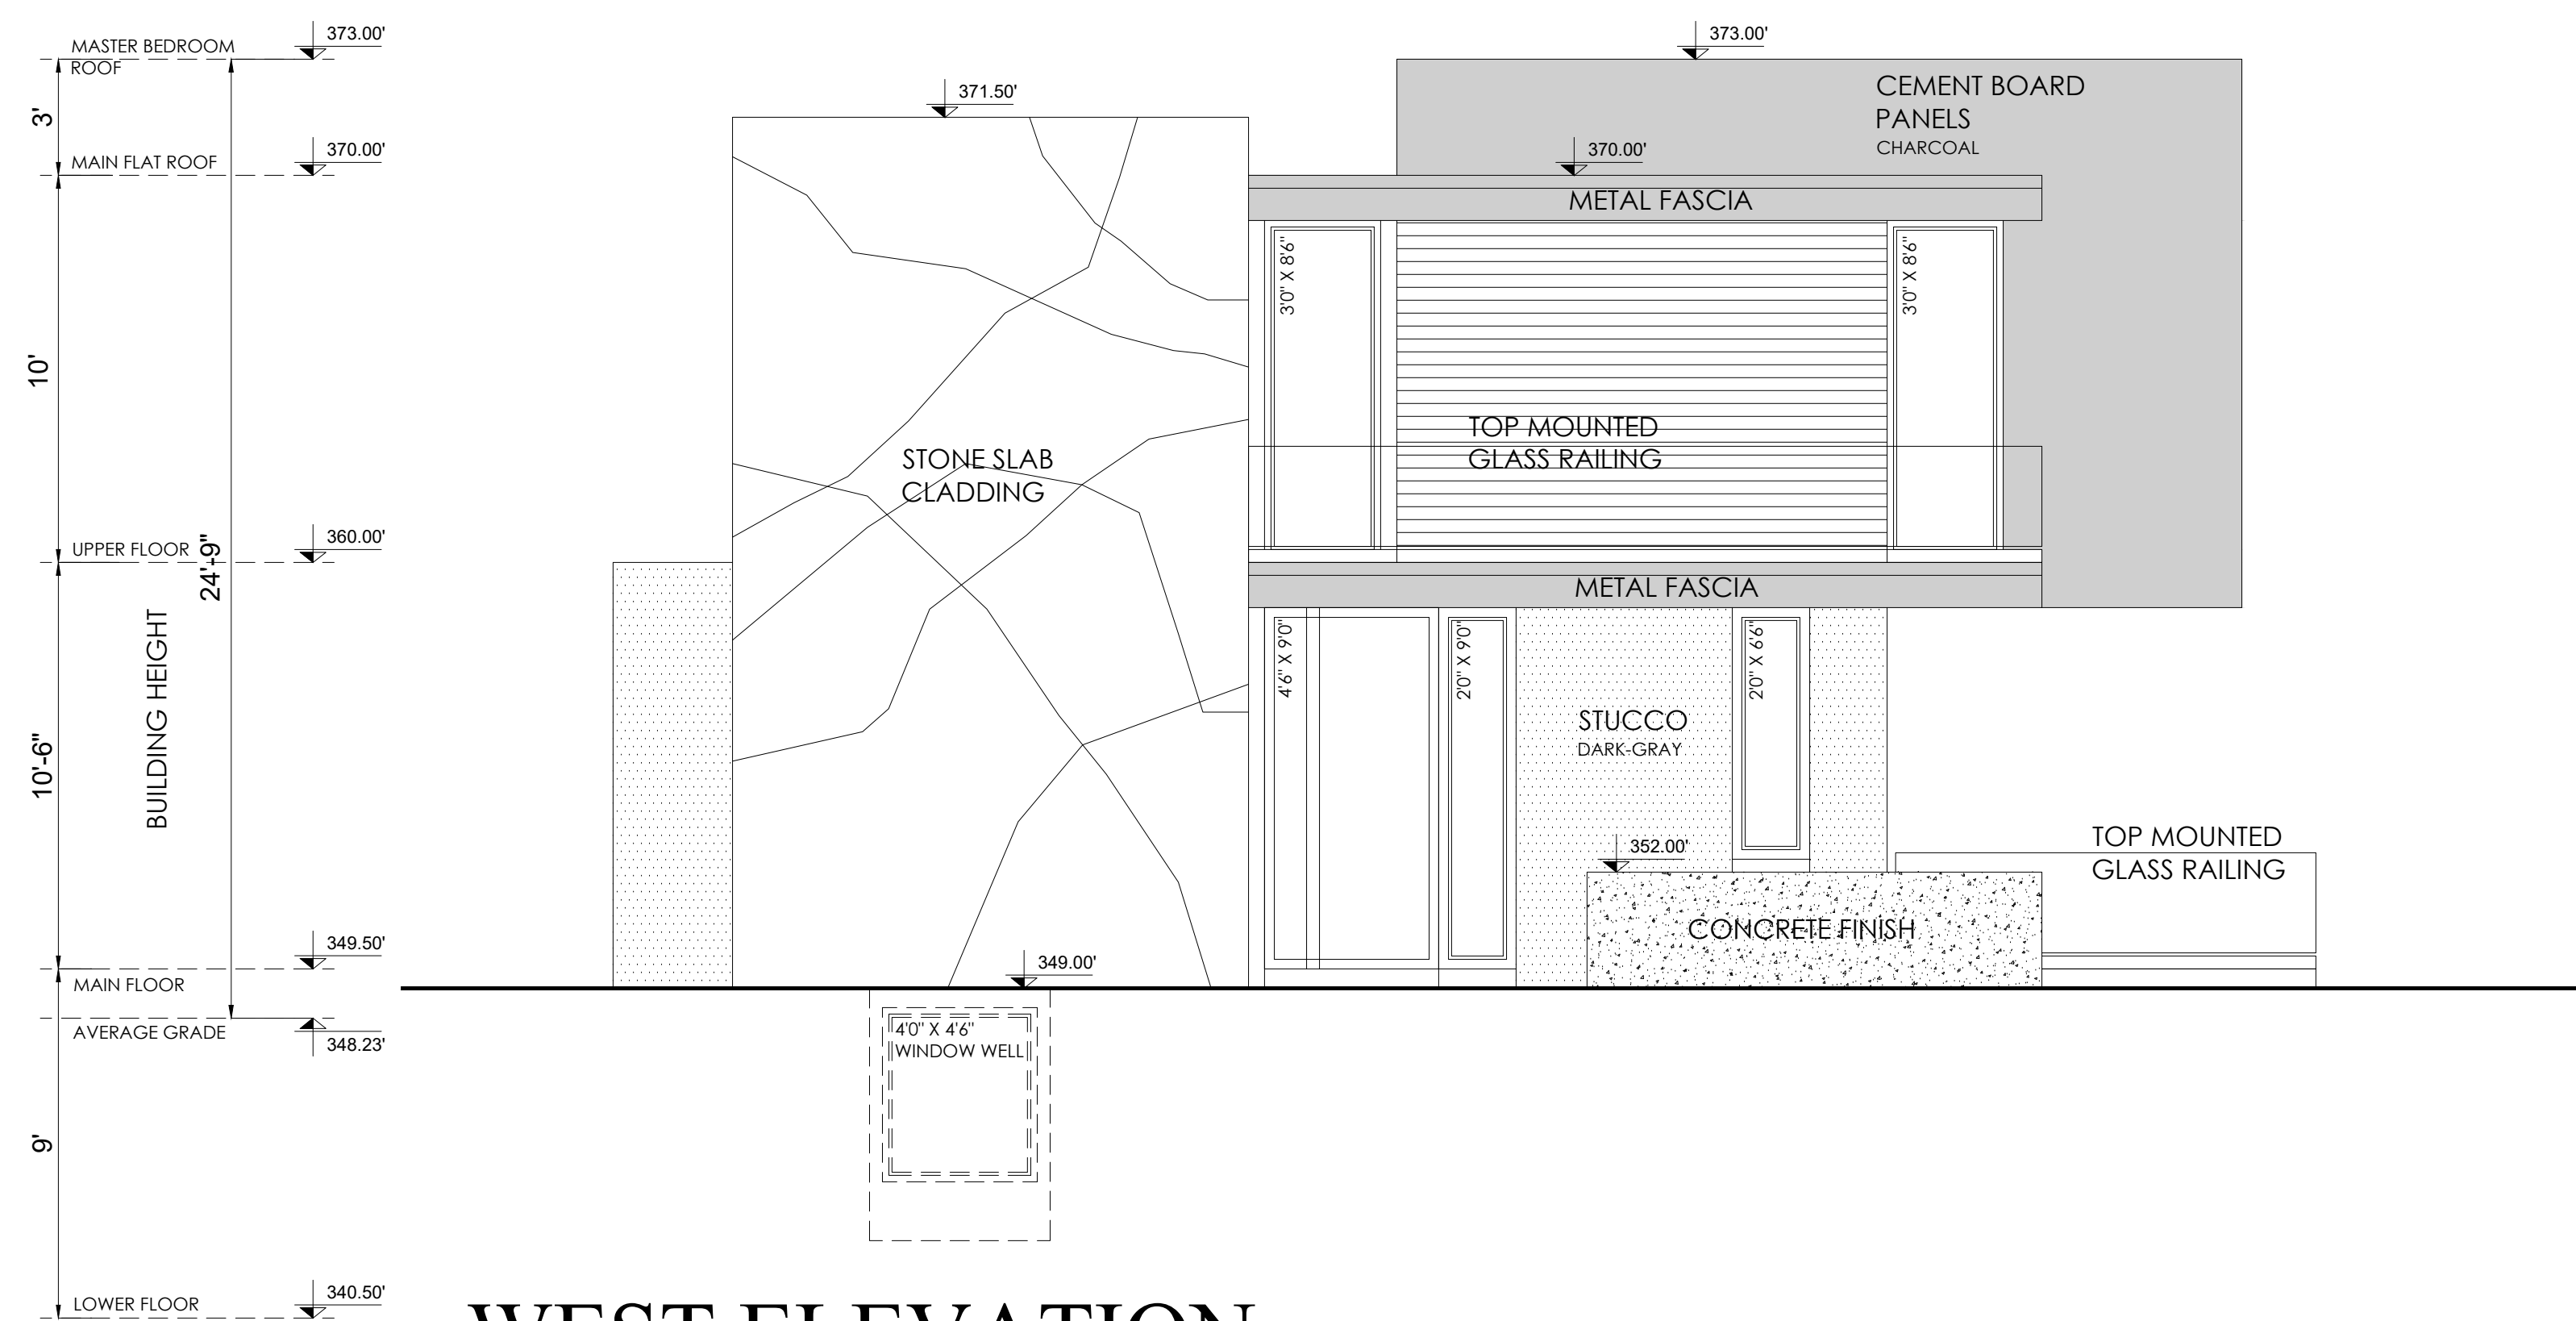 MASTER BEDROOM
ROOF
373.00'
3'
MAIN FLAT ROOF
370.00'
10'
UPPER FLOOR
360.00'
24'-9"
BUILDING HEIGHT
10'-6"
349.50'
MAIN FLOOR
AVERAGE GRADE
348.23'
9'
LOWER FLOOR
340.50'
371.50'
373.00'
CEMENT BOARD
PANELS
CHARCOAL
370.00'
METAL FASCIA
3'0" X 8'6"
3'0" X 8'6"
TOP MOUNTED
GLASS RAILING
STONE SLAB
CLADDING
METAL FASCIA
4'6" X 9'0"
2'0" X 9'0"
2'0" X 6'6"
STUCCO
DARK-GRAY
352.00'
TOP MOUNTED
GLASS RAILING
CONCRETE FINISH
349.00'
4'0" X 4'6"
WINDOW WELL
WEST ELEVATION